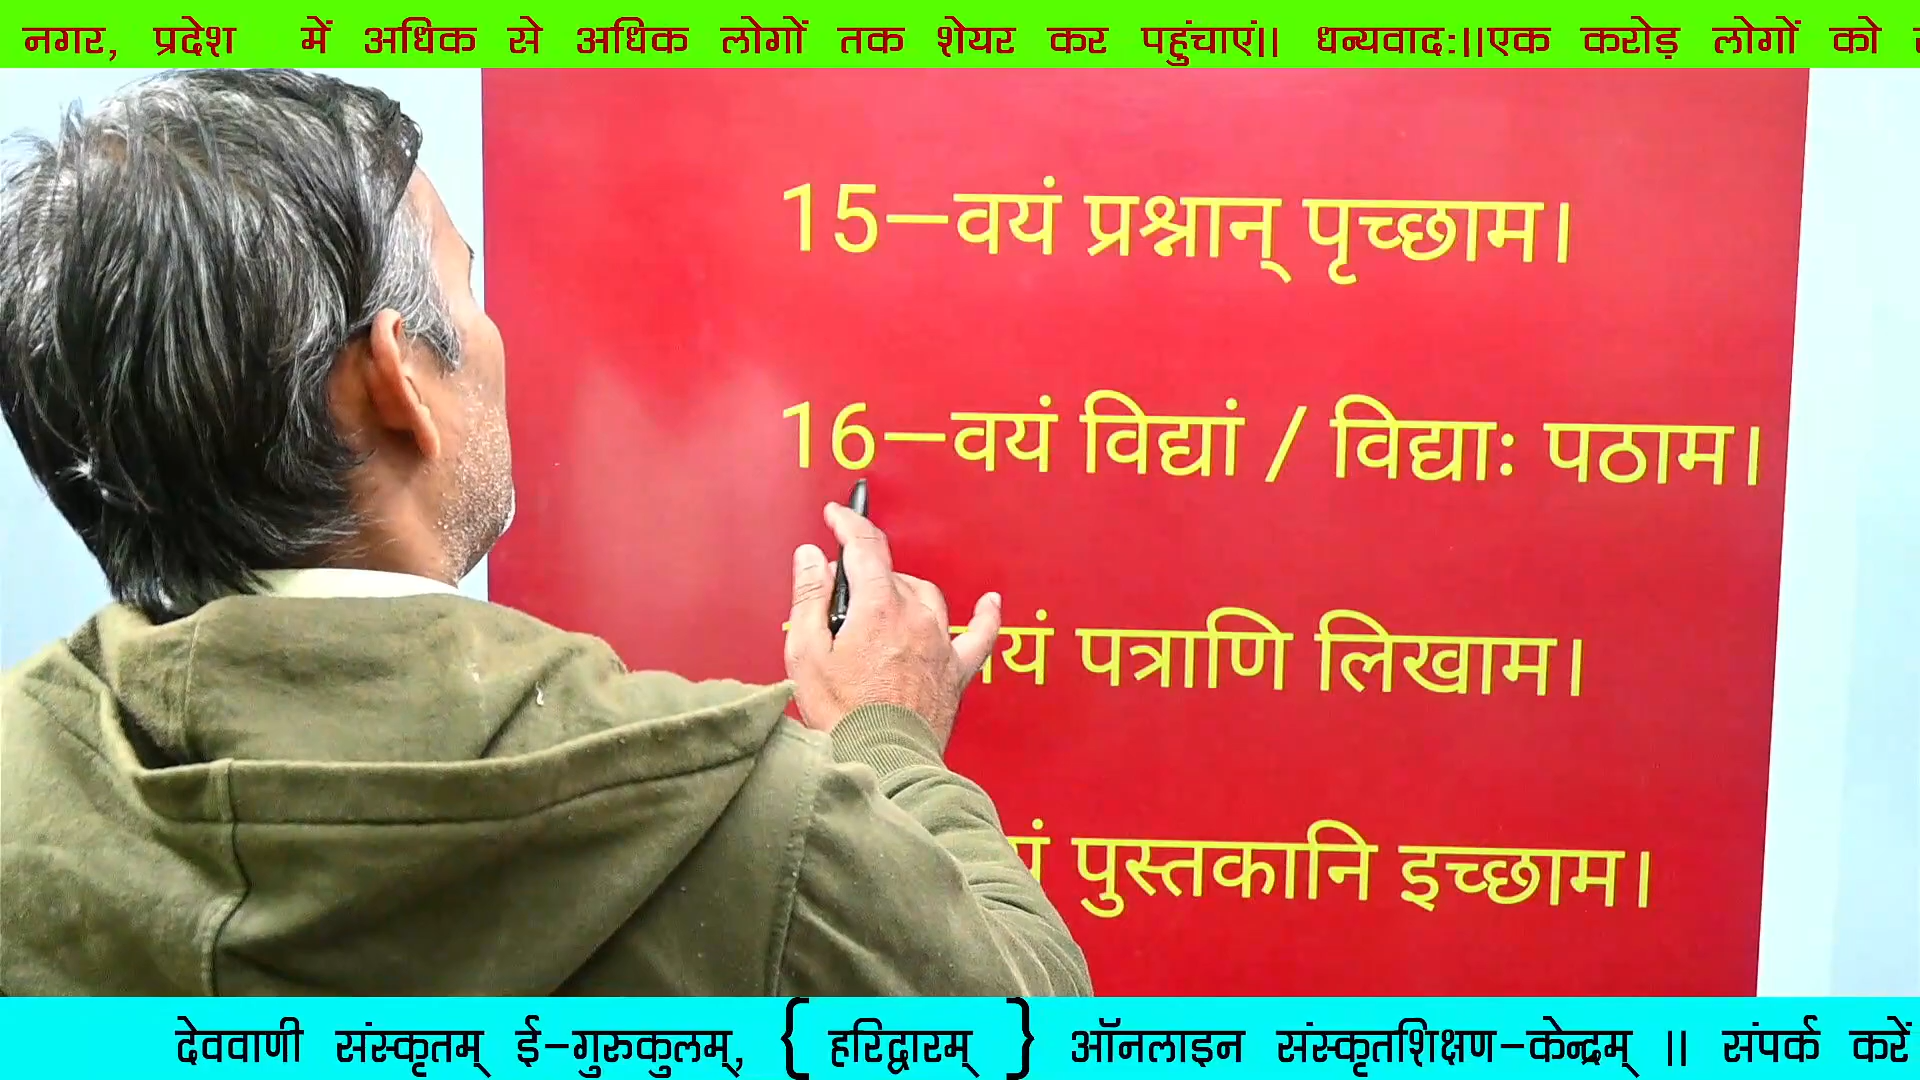 नगर, प्रदेश में अधिक से अधिक लोगों तक शेयर कर पहुंचाएं|| धन्यवादः||एक करोड़ लोगों को
15—वयं प्रश्नान् पृच्छाम।
16—वयं विद्यां / विद्याः पठाम।
पत्राणि लिखाम।
पुस्तकानि इच्छाम।
देववाणी संस्कृतम् ई-गुरुकुलम्, { हरिद्वारम् } ऑनलाइन संस्कृतशिक्षण-केन्द्रम् || संपर्क करें